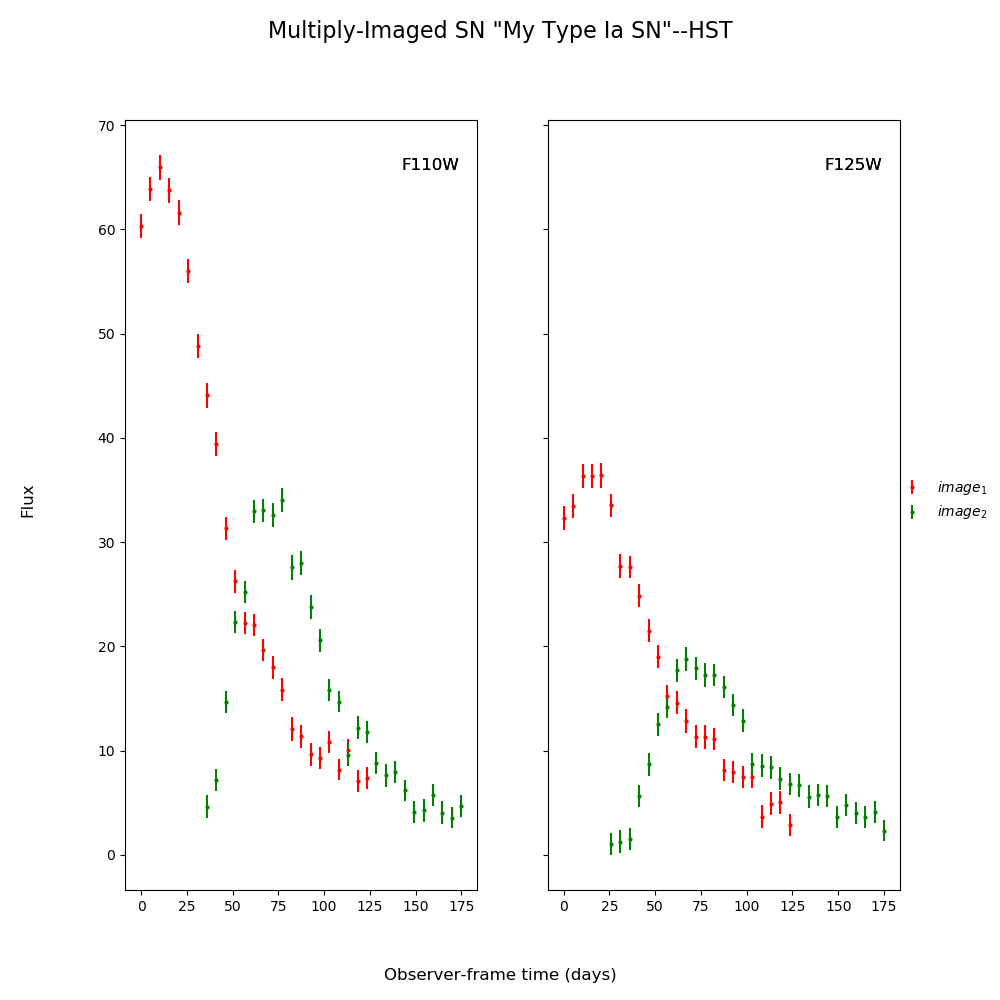 Multiply-Imaged SN "My Type Ia SN"--HST
F110W
F125W
70
60
50
40
30
20
10
0
Flux
image₁
image₂
0 25 50 75 100 125 150 175
0 25 50 75 100 125 150 175
Observer-frame time (days)